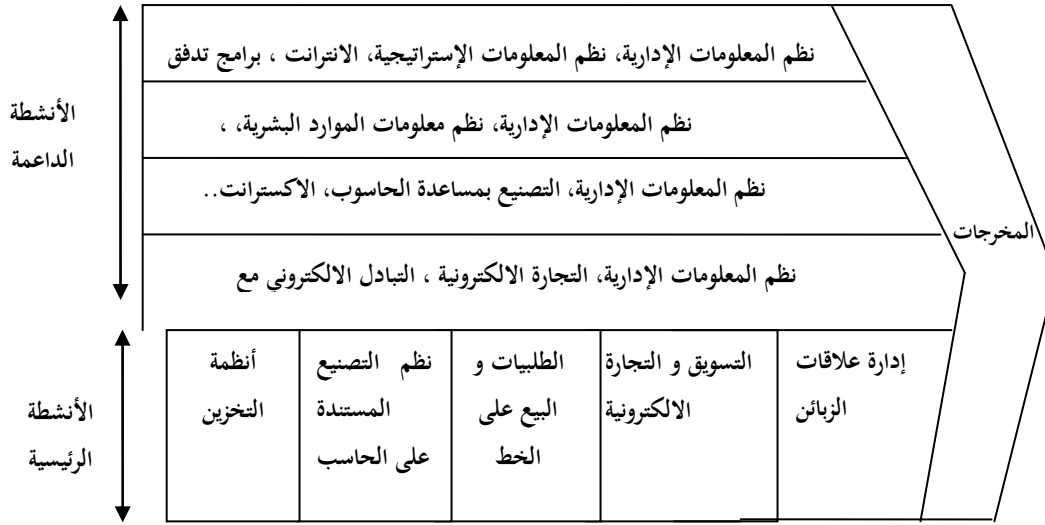 نظم المعلومات الإدارية، نظم المعلومات الإستراتيجية، الانترانت ، برامج تدفق
نظم المعلومات الإدارية، نظم معلومات الموارد البشرية، ،
نظم المعلومات الإدارية، التصنيع بمساعدة الحاسوب، الاكسترانت..
نظم المعلومات الإدارية، التجارة الالكترونية ، التبادل الالكتروني مع
الأنشطة
الداعمة
المخرجات
إدارة علاقات
الزبائن
التسويق و التجارة
الالكترونية
الطلبيات و
البيع على
الخط
نظم التصنيع
المستندة
على الحاسب
أنظمة
التخزين
الأنشطة
الرئيسية